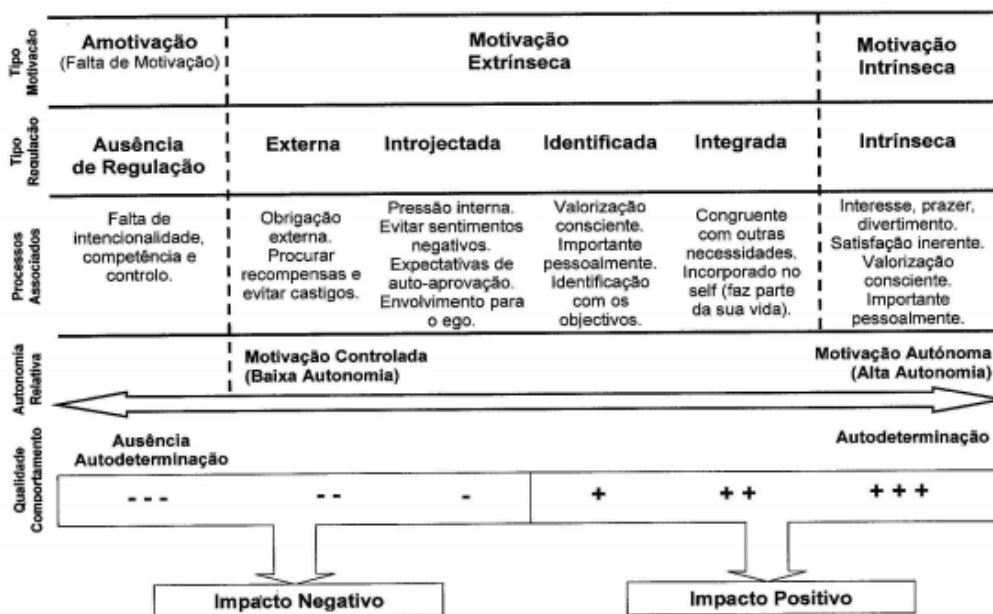 Tipo
Motivação
Amotivação
(Falta de Motivação)
Motivação
Extrínseca
Motivação
Intrínseca
Tipo
Regulação
Ausência
de Regulação
Externa
Introjectada
Identificada
Integrada
Intrínseca
Processos
Associados
Falta de
intencionalidade,
competência e
controlo.
Obrigação
externa.
Procurar
recompensas e
evitar castigos.
Pressão interna.
Evitar sentimentos
negativos.
Expectativas de
auto-aprovação.
Envolvimento para
o ego.
Valorização
consciente.
Importante
pessoalmente.
Identificação
com os
objectivos.
Congruente
com outras
necessidades.
Incorporado no
self (faz parte
da sua vida).
Interesse, prazer,
divertimento.
Satisfação inerente.
Valorização
consciente.
Importante
pessoalmente.
Autonomia
Relativa
Motivação Controlada
(Baixa Autonomia)
Motivação Autónoma
(Alta Autonomia)
Qualidade
Comportamento
Ausência
Autodeterminação
Autodeterminação
- - -
- -
-
+
+ +
+ + +
Impacto Negativo
Impacto Positivo